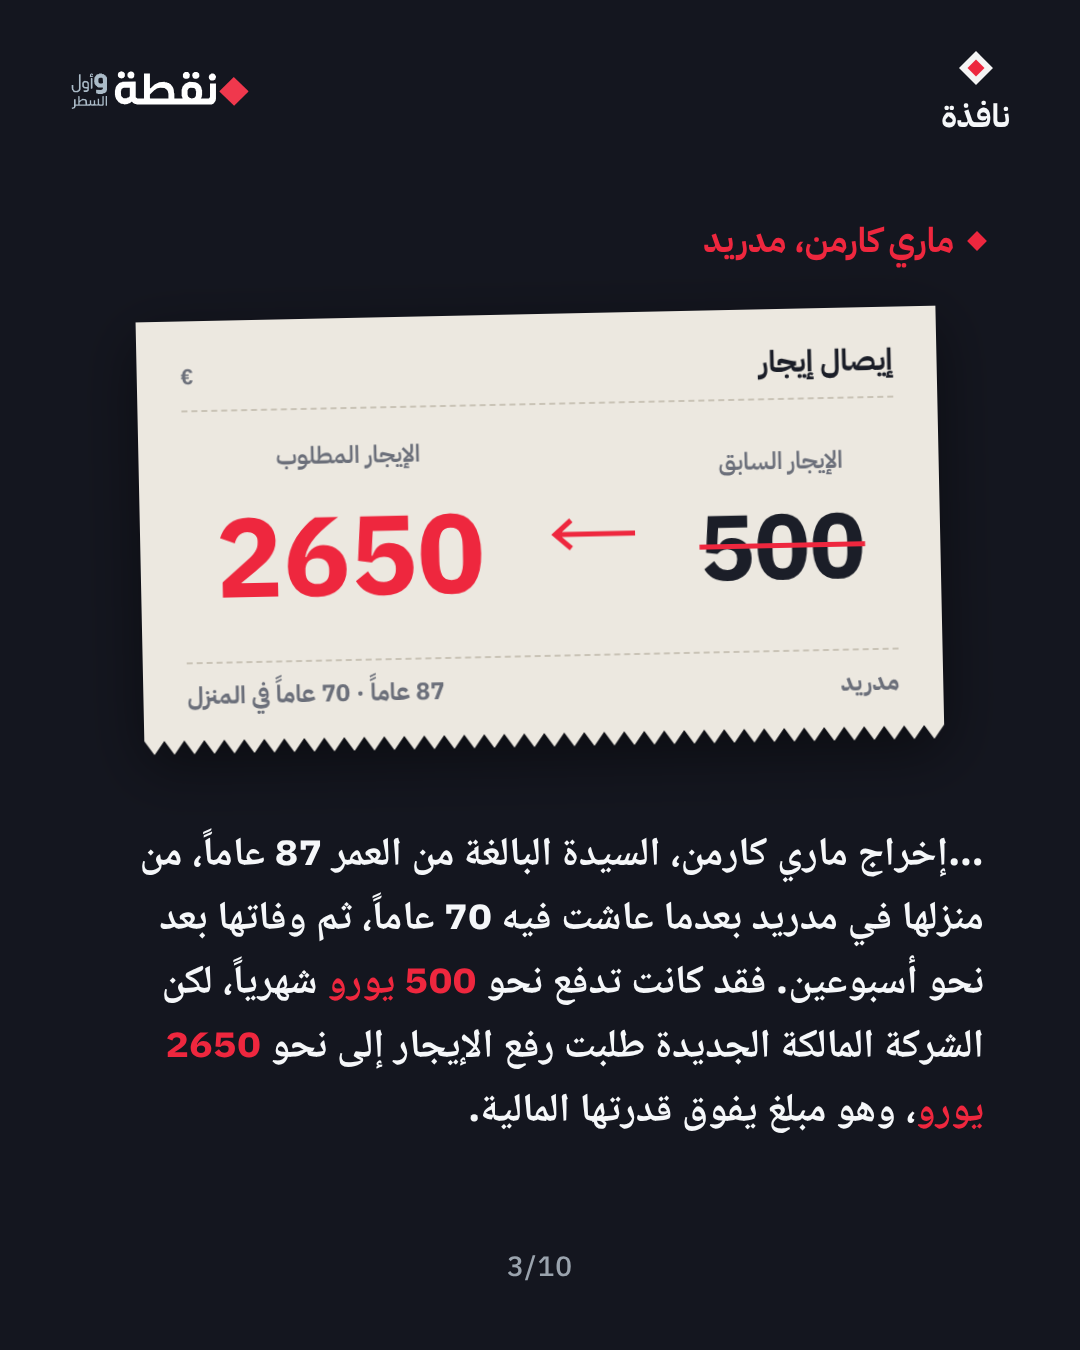 نافذة
نقطة وأول السطر
ماري كارمن، مدريد
إيصال إيجار
€
الإيجار السابق
الإيجار المطلوب
500
2650
مدريد
87 عاماً · 70 عاماً في المنزل
...إخراج ماري كارمن، السيدة البالغة من العمر 87 عاماً، من
منزلها في مدريد بعدما عاشت فيه 70 عاماً، ثم وفاتها بعد
نحو أسبوعين. فقد كانت تدفع نحو 500 يورو شهرياً، لكن
الشركة المالكة الجديدة طلبت رفع الإيجار إلى نحو 2650
يورو، وهو مبلغ يفوق قدرتها المالية.
3/10